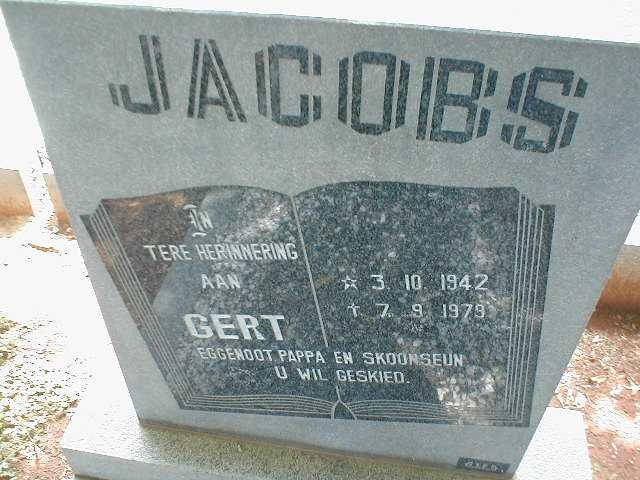 JACOBS
In
TERE HERINNERING
AAN
GERT
☆ 3. 10. 1942
† 7. 9. 1979
EGGENOOT, PAPPA EN SKOONSEUN
U WIL GESKIED.